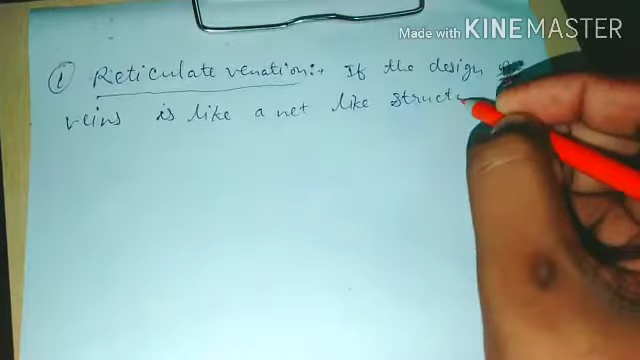 Made with KINEMASTER
① Reticulate venation:→ If the design
veins is like a net like struct